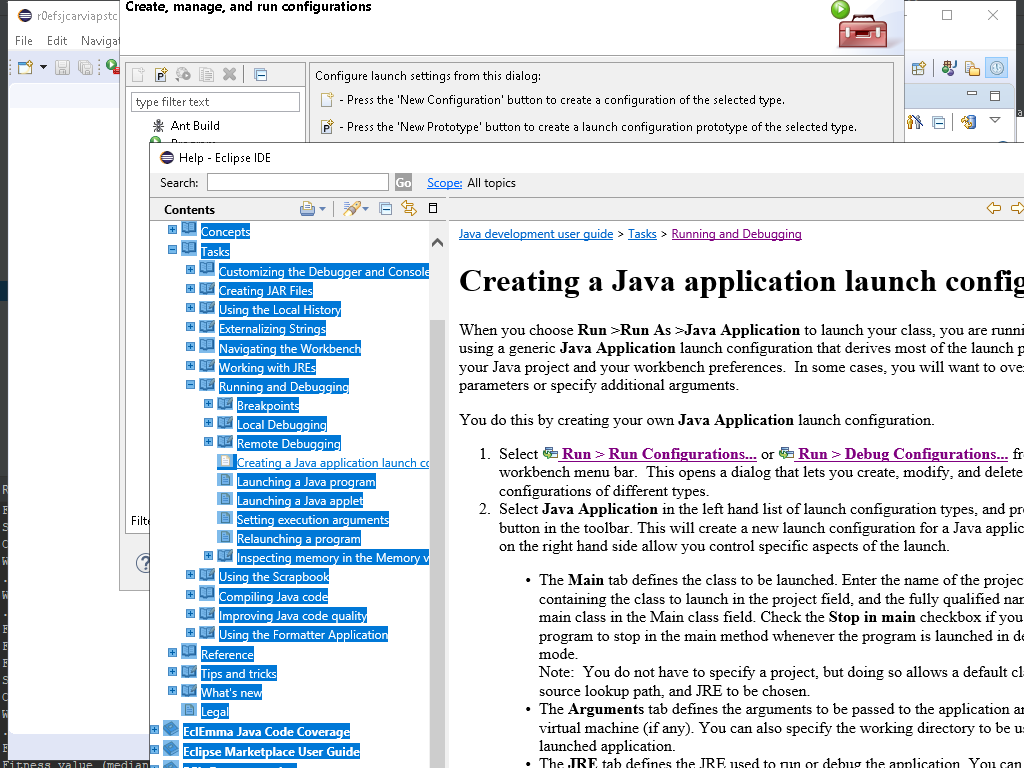 Create, manage, and run configurations
r0efsjcarviapstc
File Edit Navigat
Configure launch settings from this dialog:
type filter text
- Press the 'New Configuration' button to create a configuration of the selected type.
Ant Build
- Press the 'New Prototype' button to create a launch configuration prototype of the selected type.
Help - Eclipse IDE
Search:
Go
Scope: All topics
Contents
Concepts
Tasks
Customizing the Debugger and Console
Creating JAR Files
Using the Local History
Externalizing Strings
Navigating the Workbench
Working with JREs
Running and Debugging
Breakpoints
Local Debugging
Remote Debugging
Creating a Java application launch co
Launching a Java program
Launching a Java applet
Setting execution arguments
Relaunching a program
Inspecting memory in the Memory v
Using the Scrapbook
Compiling Java code
Improving Java code quality
Using the Formatter Application
Reference
Tips and tricks
What's new
Legal
EclEmma Java Code Coverage
Eclipse Marketplace User Guide
Java development user guide > Tasks > Running and Debugging
Creating a Java application launch config
When you choose Run >Run As >Java Application to launch your class, you are runni
using a generic Java Application launch configuration that derives most of the launch p
your Java project and your workbench preferences. In some cases, you will want to over
parameters or specify additional arguments.
You do this by creating your own Java Application launch configuration.
1. Select Run > Run Configurations... or Run > Debug Configurations... fr
workbench menu bar. This opens a dialog that lets you create, modify, and delete
configurations of different types.
2. Select Java Application in the left hand list of launch configuration types, and pre
button in the toolbar. This will create a new launch configuration for a Java applic
on the right hand side allow you control specific aspects of the launch.
• The Main tab defines the class to be launched. Enter the name of the projec
containing the class to launch in the project field, and the fully qualified nam
main class in the Main class field. Check the Stop in main checkbox if you
program to stop in the main method whenever the program is launched in de
mode.
Note: You do not have to specify a project, but doing so allows a default cla
source lookup path, and JRE to be chosen.
• The Arguments tab defines the arguments to be passed to the application an
virtual machine (if any). You can also specify the working directory to be us
launched application.
• The JRE tab defines the JRE used to run or debug the application. You can
Filte
Fitness value (median